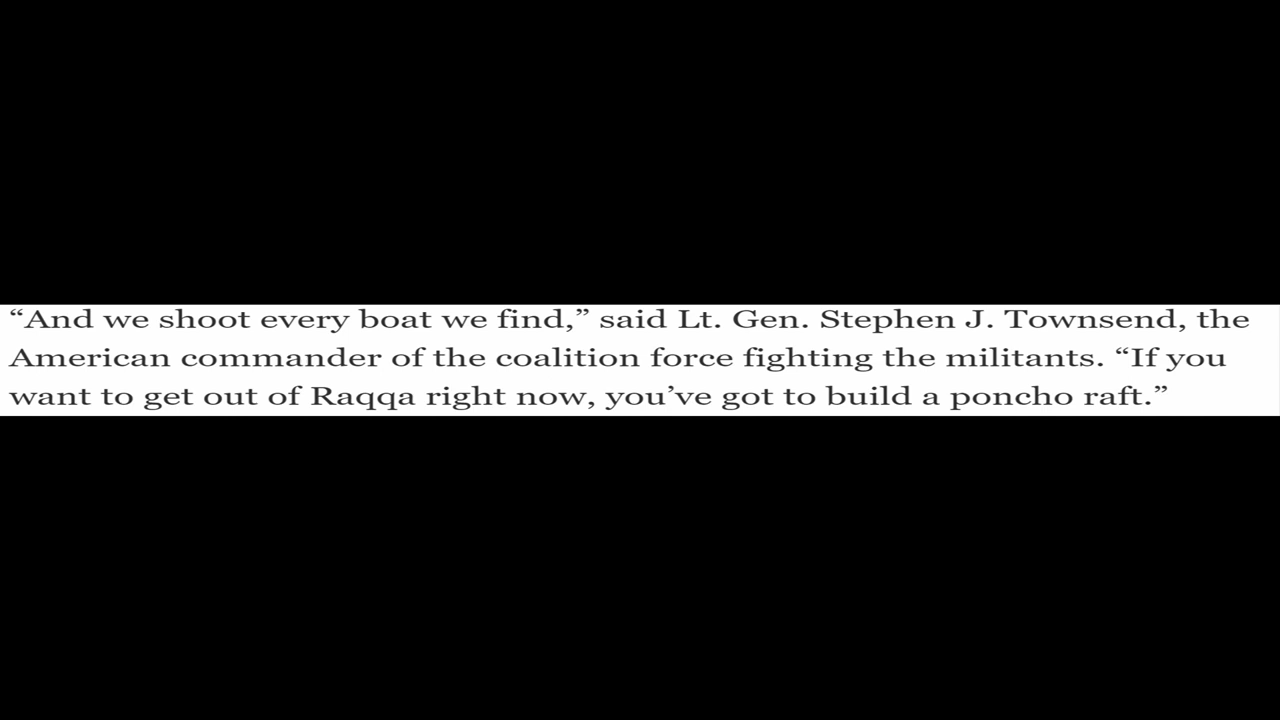 “And we shoot every boat we find,” said Lt. Gen. Stephen J. Townsend, the
American commander of the coalition force fighting the militants. “If you
want to get out of Raqqa right now, you’ve got to build a poncho raft.”